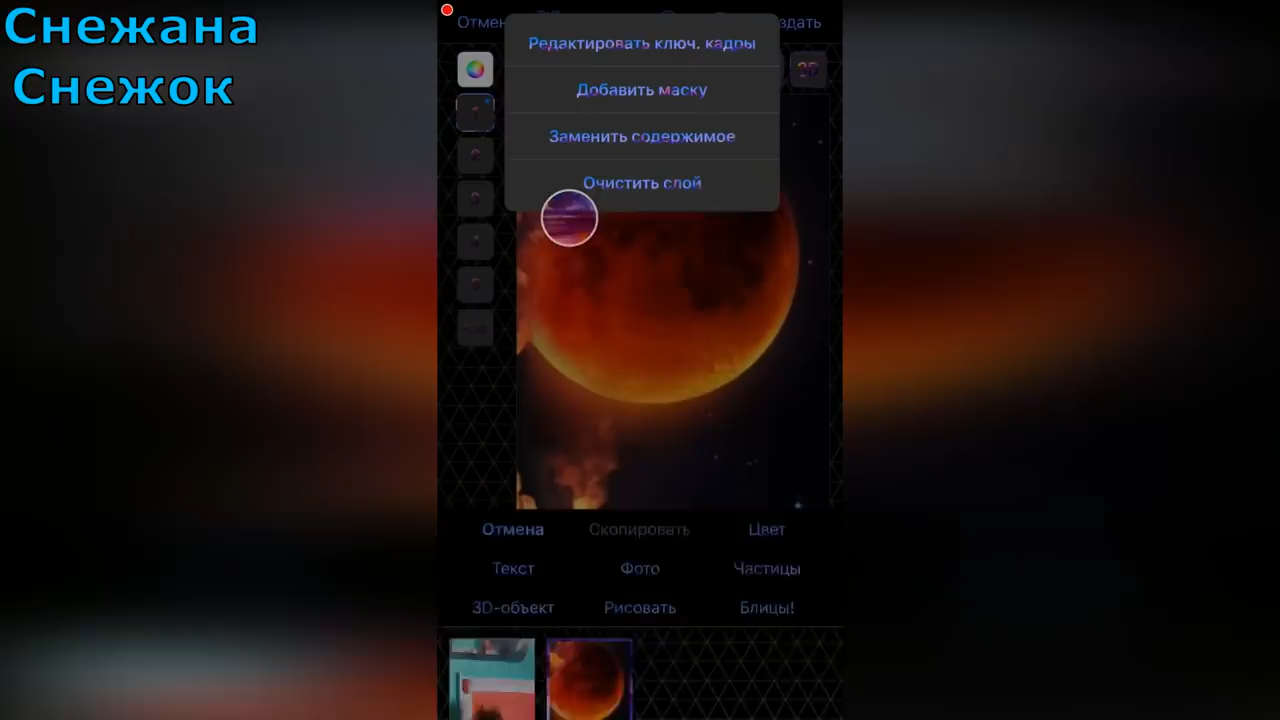 Снежана
Снежок
Отмен
здать
Редактировать ключ. кадры
3D
Добавить маску
Заменить содержимое
Очистить слой
Отмена Скопировать Цвет
Текст Фото Частицы
3D-объект Рисовать Блицы!